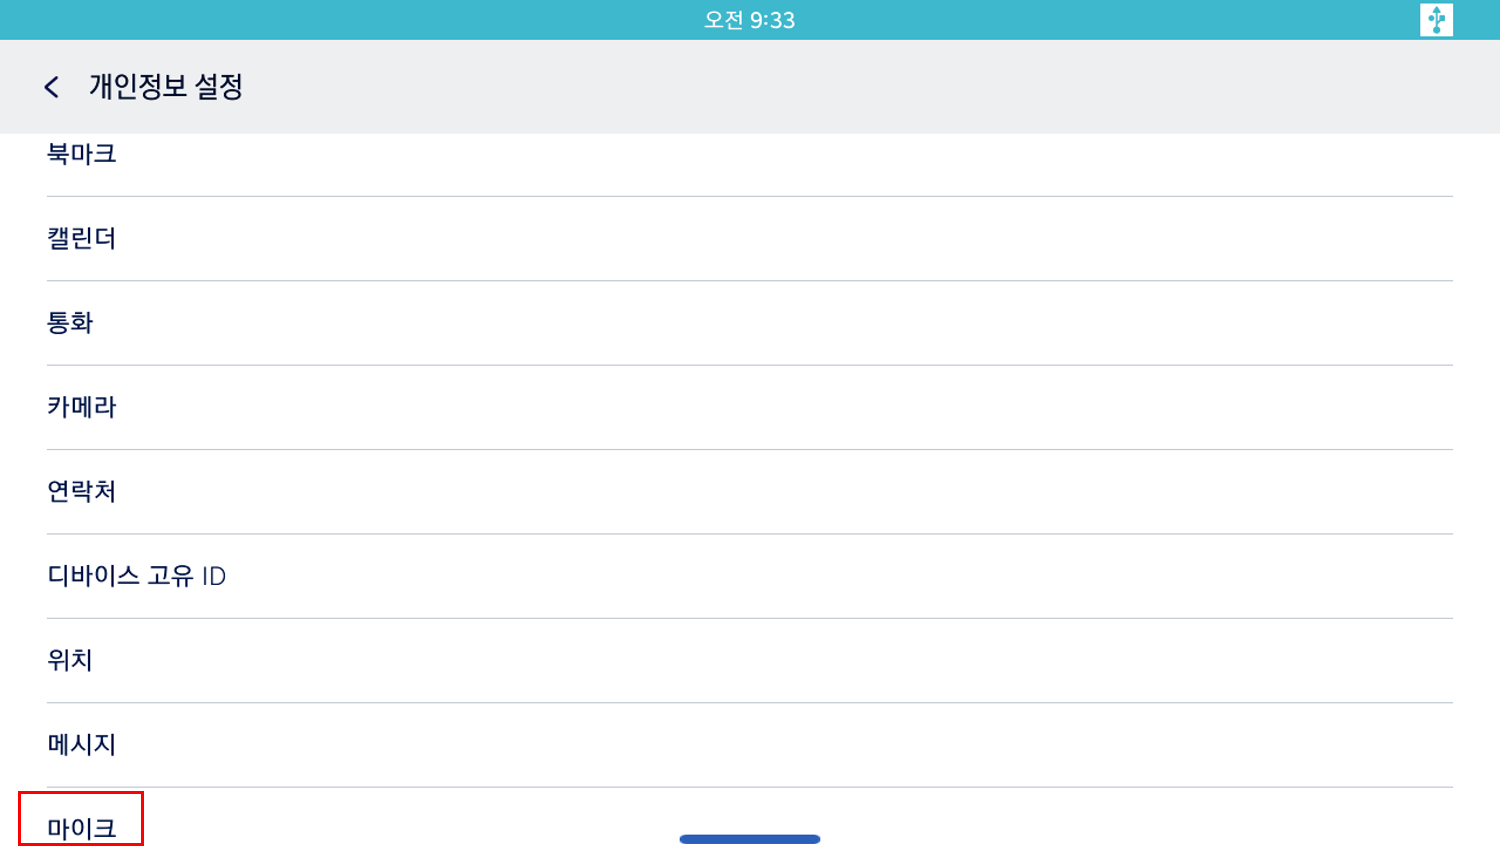 오전 9:33
개인정보 설정
북마크
캘린더
통화
카메라
연락처
디바이스 고유 ID
위치
메시지
마이크